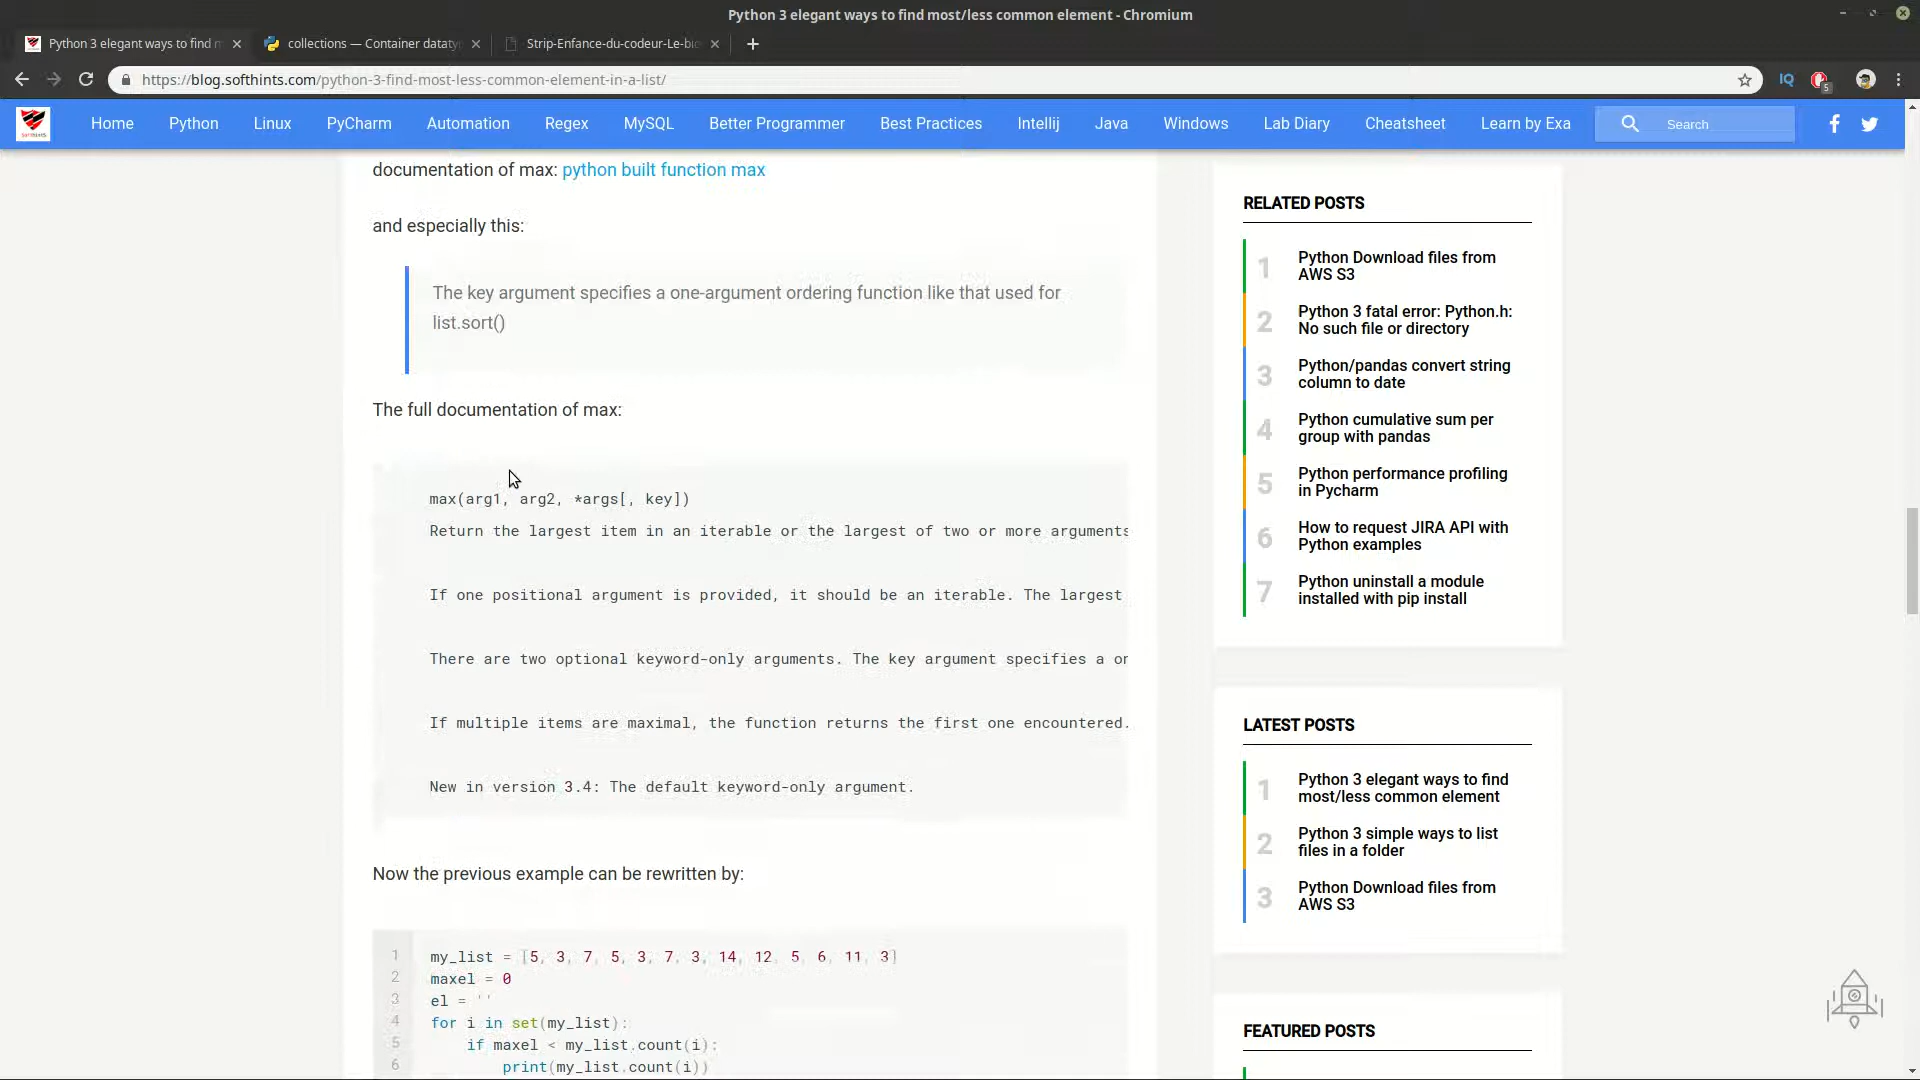 Python 3 elegant ways to find most/less common element - Chromium
Python 3 elegant ways to find m
collections — Container dataty
Strip-Enfance-du-codeur-Le-bi
https://blog.softhints.com/python-3-find-most-less-common-element-in-a-list/
IQ
5
Home Python Linux PyCharm Automation Regex MySQL Better Programmer Best Practices Intellij Java Windows Lab Diary Cheatsheet Learn by Exa
Search
documentation of max: python built function max
and especially this:
The key argument specifies a one-argument ordering function like that used for
list.sort()
The full documentation of max:
max(arg1, arg2, *args[, key])
Return the largest item in an iterable or the largest of two or more arguments
If one positional argument is provided, it should be an iterable. The largest
There are two optional keyword-only arguments. The key argument specifies a on
If multiple items are maximal, the function returns the first one encountered.
New in version 3.4: The default keyword-only argument.
Now the previous example can be rewritten by:
1 my_list = [5, 3, 7, 5, 3, 7, 3, 14, 12, 5, 6, 11, 3]
2 maxel = 0
3 el = ''
4 for i in set(my_list):
5 if maxel < my_list.count(i):
6 print(my_list.count(i))
RELATED POSTS
1 Python Download files from
AWS S3
2 Python 3 fatal error: Python.h:
No such file or directory
3 Python/pandas convert string
column to date
4 Python cumulative sum per
group with pandas
5 Python performance profiling
in Pycharm
6 How to request JIRA API with
Python examples
7 Python uninstall a module
installed with pip install
LATEST POSTS
1 Python 3 elegant ways to find
most/less common element
2 Python 3 simple ways to list
files in a folder
3 Python Download files from
AWS S3
FEATURED POSTS